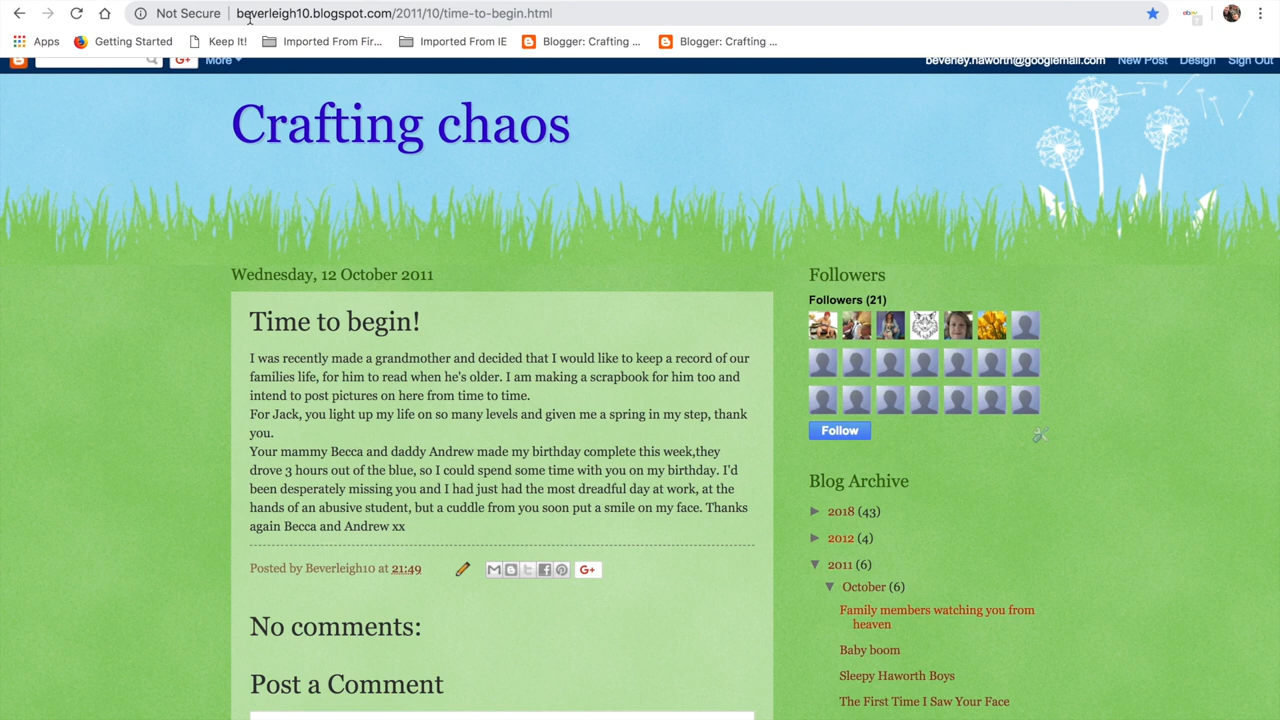 Not Secure
beverleigh10.blogspot.com/2011/10/time-to-begin.html
Apps
Getting Started
Keep It!
Imported From Fir...
Imported From IE
Blogger: Crafting ...
Blogger: Crafting ...
G+
More
beverley.haworth@googlemail.com
New Post
Design
Sign Out
Crafting chaos
Wednesday, 12 October 2011
Time to begin!
I was recently made a grandmother and decided that I would like to keep a record of our
families life, for him to read when he's older. I am making a scrapbook for him too and
intend to post pictures on here from time to time.
For Jack, you light up my life on so many levels and given me a spring in my step, thank
you.
Your mammy Becca and daddy Andrew made my birthday complete this week,they
drove 3 hours out of the blue, so I could spend some time with you on my birthday. I'd
been desperately missing you and I had just had the most dreadful day at work, at the
hands of an abusive student, but a cuddle from you soon put a smile on my face. Thanks
again Becca and Andrew xx
Posted by Beverleigh10 at 21:49
G+
No comments:
Post a Comment
Followers
Followers (21)
Follow
Blog Archive
► 2018 (43)
► 2012 (4)
▼ 2011 (6)
▼ October (6)
Family members watching you from
heaven
Baby boom
Sleepy Haworth Boys
The First Time I Saw Your Face